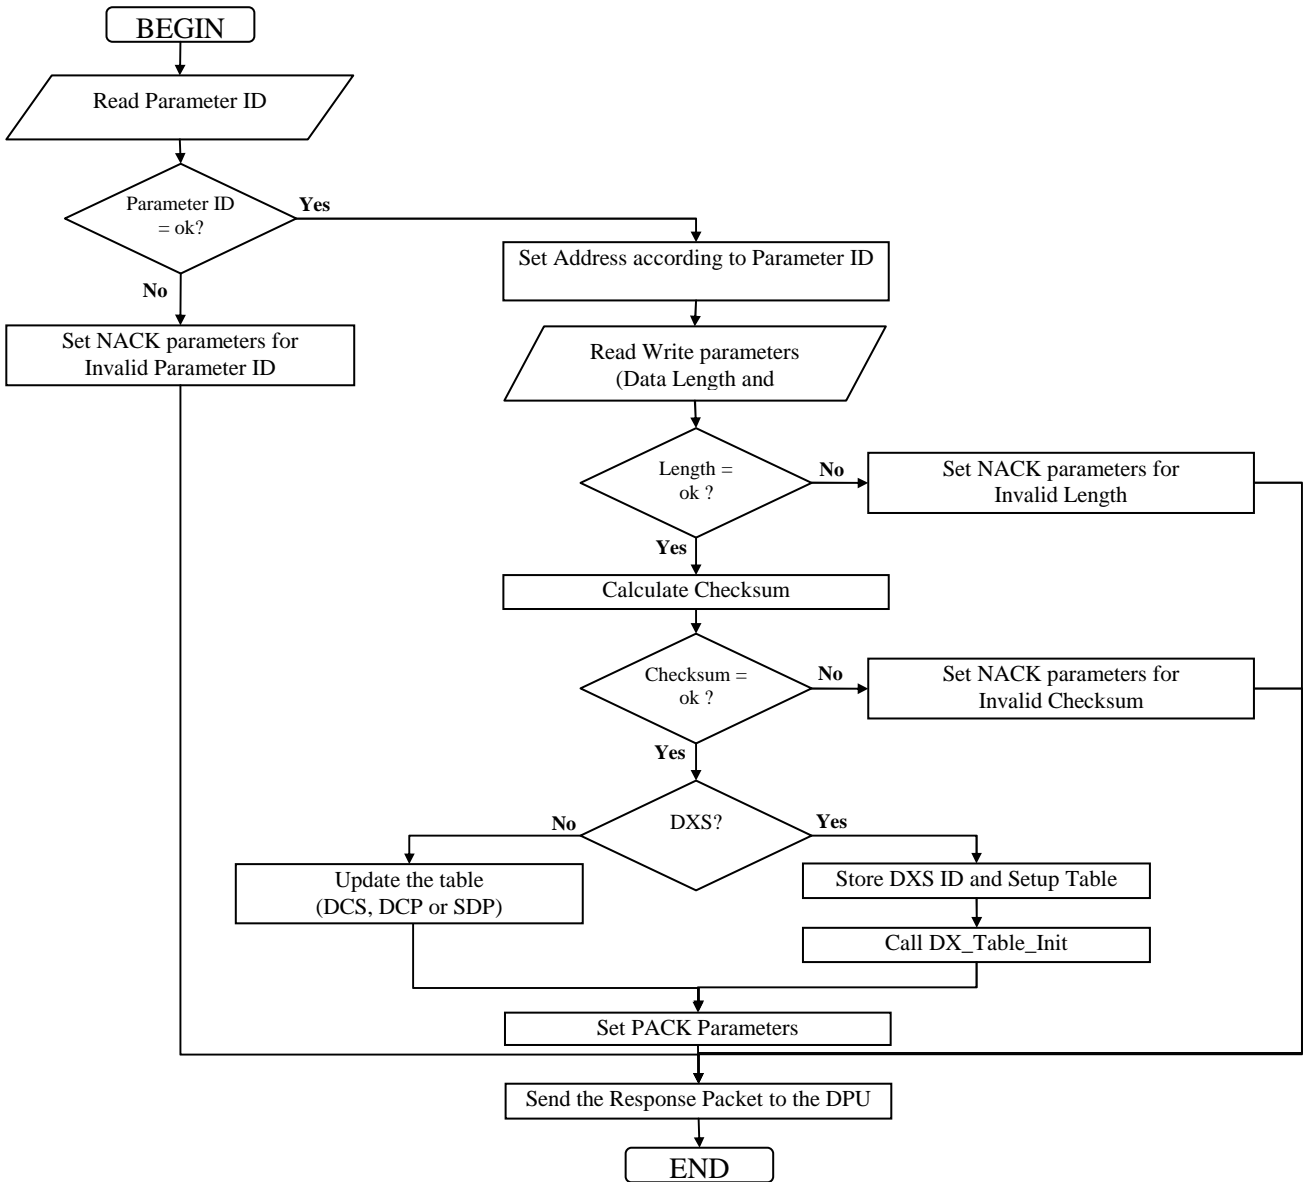 BEGIN
Read Parameter ID
Parameter ID
= ok?
Yes
Set Address according to Parameter ID
No
Set NACK parameters for
Invalid Parameter ID
Read Write parameters
(Data Length and
Length =
ok ?
No
Set NACK parameters for
Invalid Length
Yes
Calculate Checksum
Checksum =
ok ?
No
Set NACK parameters for
Invalid Checksum
Yes
DXS?
No
Yes
Update the table
(DCS, DCP or SDP)
Store DXS ID and Setup Table
Call DX_Table_Init
Set PACK Parameters
Send the Response Packet to the DPU
END